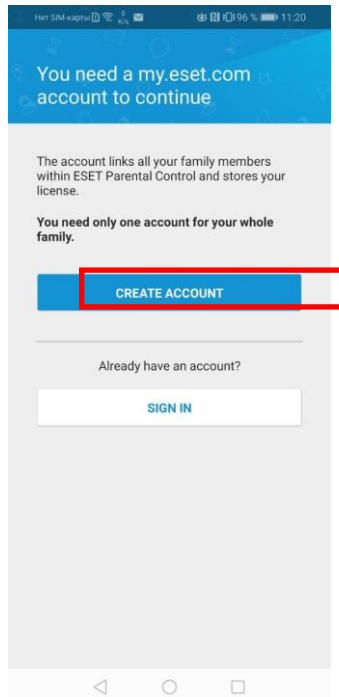 Нет SIM-карты 0 K/s 96 % 11:20
You need a my.eset.com
account to continue
The account links all your family members
within ESET Parental Control and stores your
license.
You need only one account for your whole
family.
CREATE ACCOUNT
Already have an account?
SIGN IN